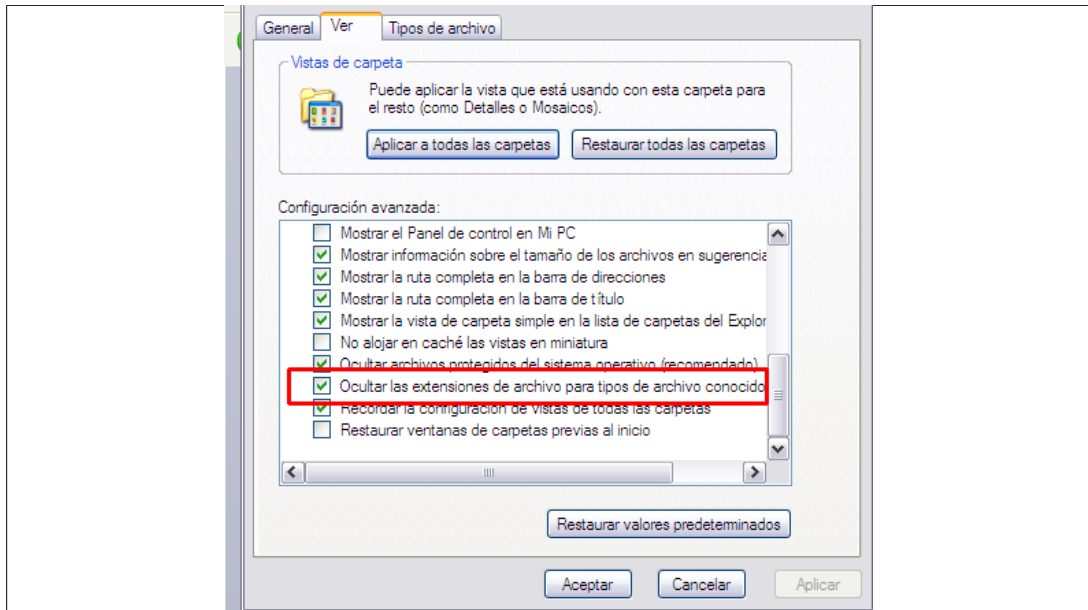 General
Ver
Tipos de archivo
Vistas de carpeta
Puede aplicar la vista que está usando con esta carpeta para
el resto (como Detalles o Mosaicos).
Aplicar a todas las carpetas
Restaurar todas las carpetas
Configuración avanzada:
Mostrar el Panel de control en Mi PC
Mostrar información sobre el tamaño de los archivos en sugerencia
Mostrar la ruta completa en la barra de direcciones
Mostrar la ruta completa en la barra de título
Mostrar la vista de carpeta simple en la lista de carpetas del Explor
No alojar en caché las vistas en miniatura
Ocultar archivos protegidos del sistema operativo (recomendado)
Ocultar las extensiones de archivo para tipos de archivo conocido
Recordar la configuración de vistas de todas las carpetas
Restaurar ventanas de carpetas previas al inicio
Restaurar valores predeterminados
Aceptar
Cancelar
Aplicar